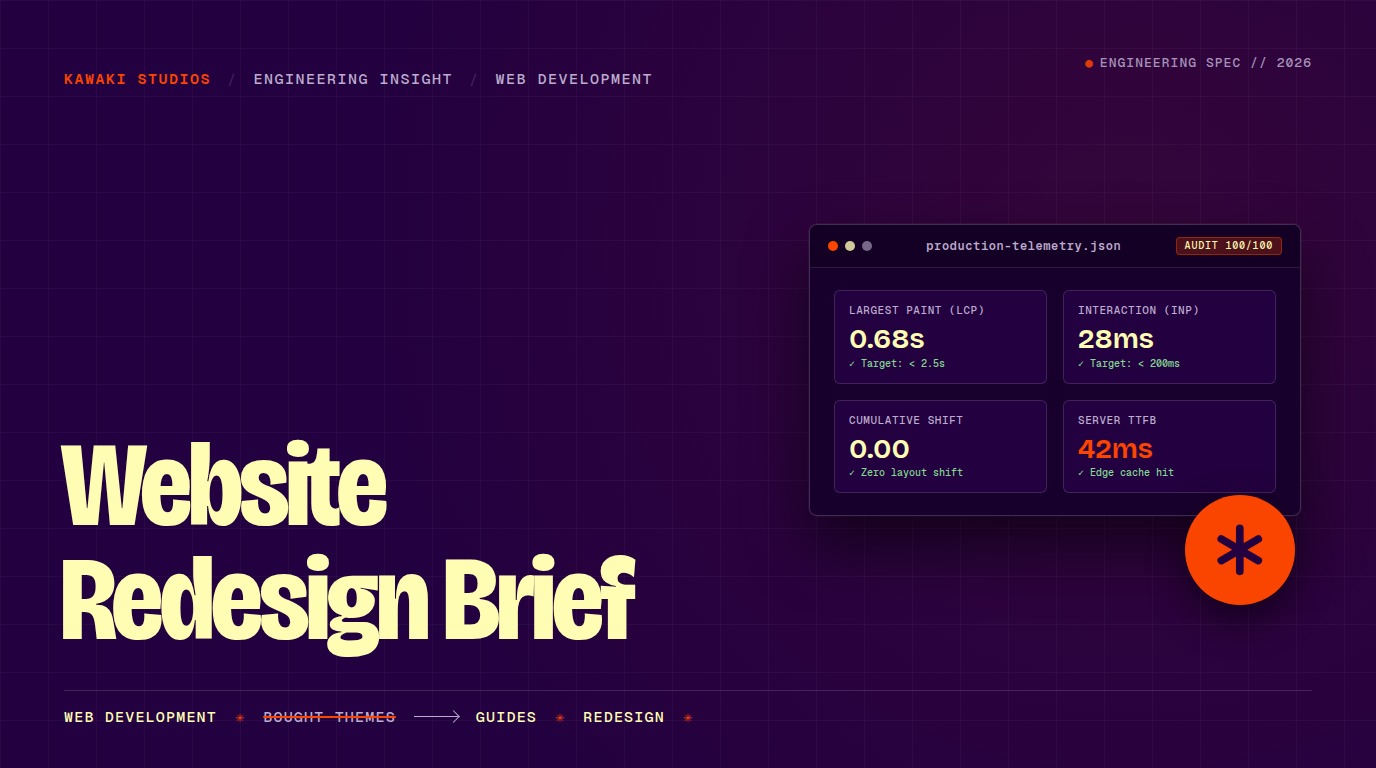 KAWAKI STUDIOS / ENGINEERING INSIGHT / WEB DEVELOPMENT
ENGINEERING SPEC // 2026
production-telemetry.json
AUDIT 100/100
LARGEST PAINT (LCP)
0.68s
✓ Target: < 2.5s
INTERACTION (INP)
28ms
✓ Target: < 200ms
CUMULATIVE SHIFT
0.00
✓ Zero layout shift
SERVER TTFB
42ms
✓ Edge cache hit
Website
Redesign Brief
WEB DEVELOPMENT * BOUGHT THEMES → GUIDES * REDESIGN *